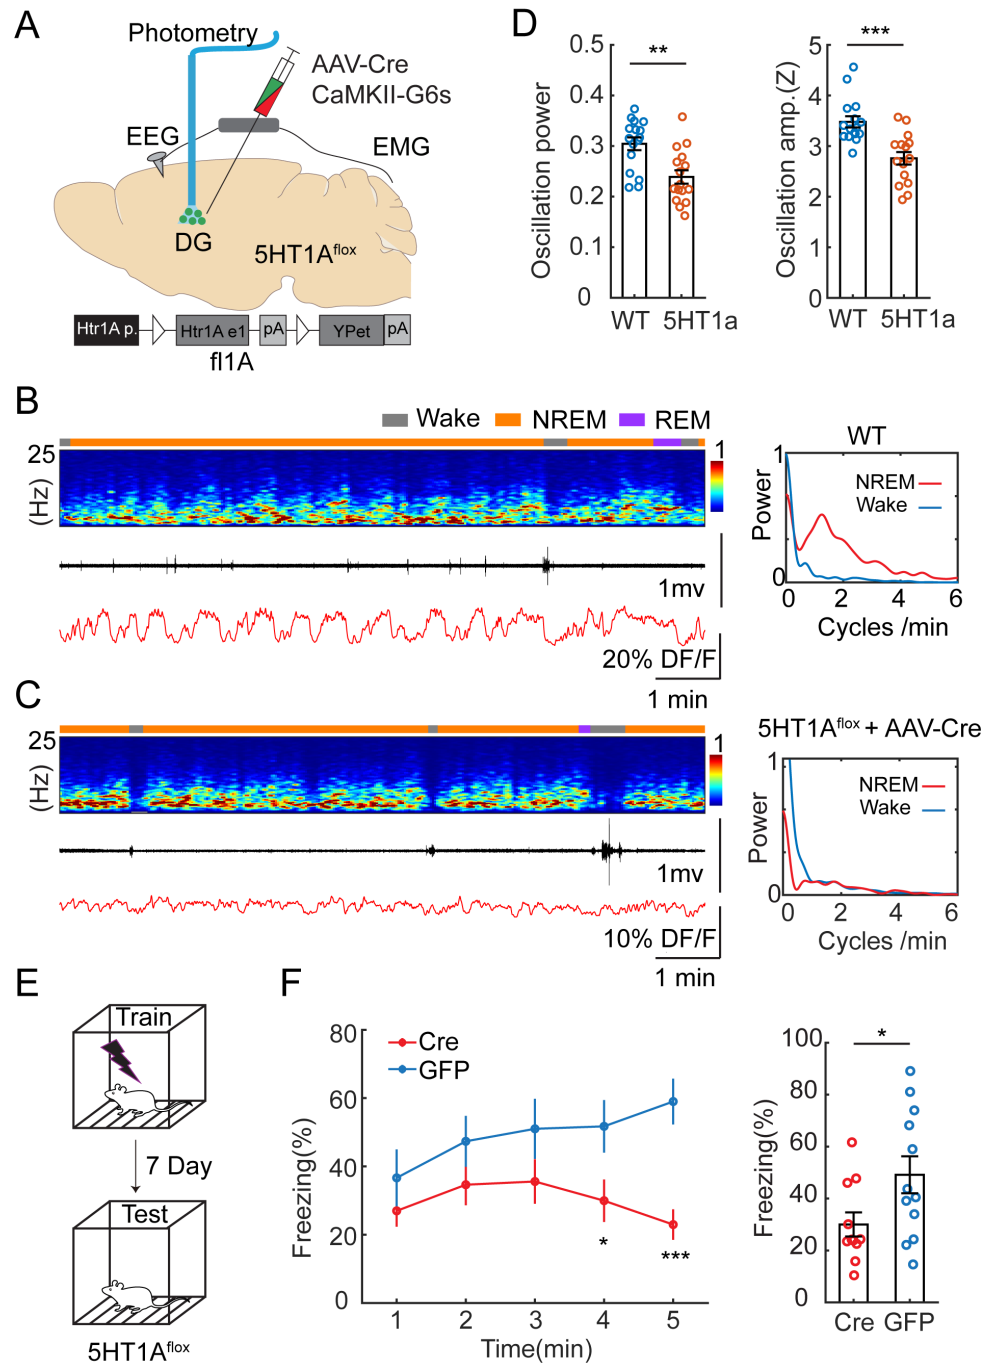 A
Photometry
AAV-Cre
CaMKII-G6s
EEG
EMG
DG
5HT1Aflox
Htr1A p.
Htr1A e1
pA
YPet
pA
fl1A
D
Oscillation power
0.5
0.4
0.3
0.2
0.1
0
**
WT 5HT1a
Oscillation amp.(Z)
5
4
3
2
1
0
***
WT 5HT1a
B
Wake NREM REM
25
(Hz)
1
0
1mv
20% DF/F
1 min
WT
1
Power
0
NREM
Wake
0 2 4 6
Cycles /min
C
25
(Hz)
1
0
1mv
10% DF/F
1 min
5HT1Aflox + AAV-Cre
1
Power
0
NREM
Wake
0 2 4 6
Cycles /min
E
Train
7 Day
Test
5HT1Aflox
F
Freezing(%)
80
60
40
20
0
Cre
GFP
*
***
1 2 3 4 5
Time(min)
Freezing(%)
100
80
60
40
20
0
*
Cre GFP